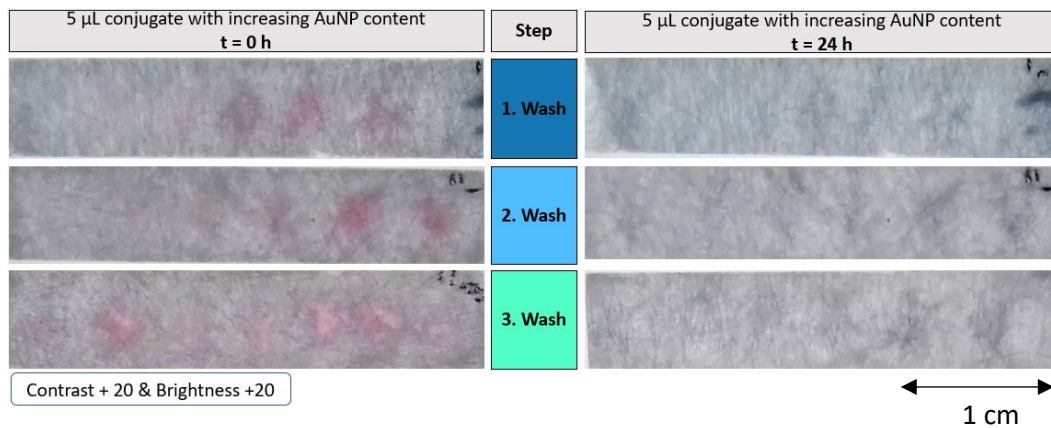 5 µL conjugate with increasing AuNP content
t = 0 h
Step
5 µL conjugate with increasing AuNP content
t = 24 h
1. Wash
2. Wash
3. Wash
Contrast + 20 & Brightness +20
1 cm